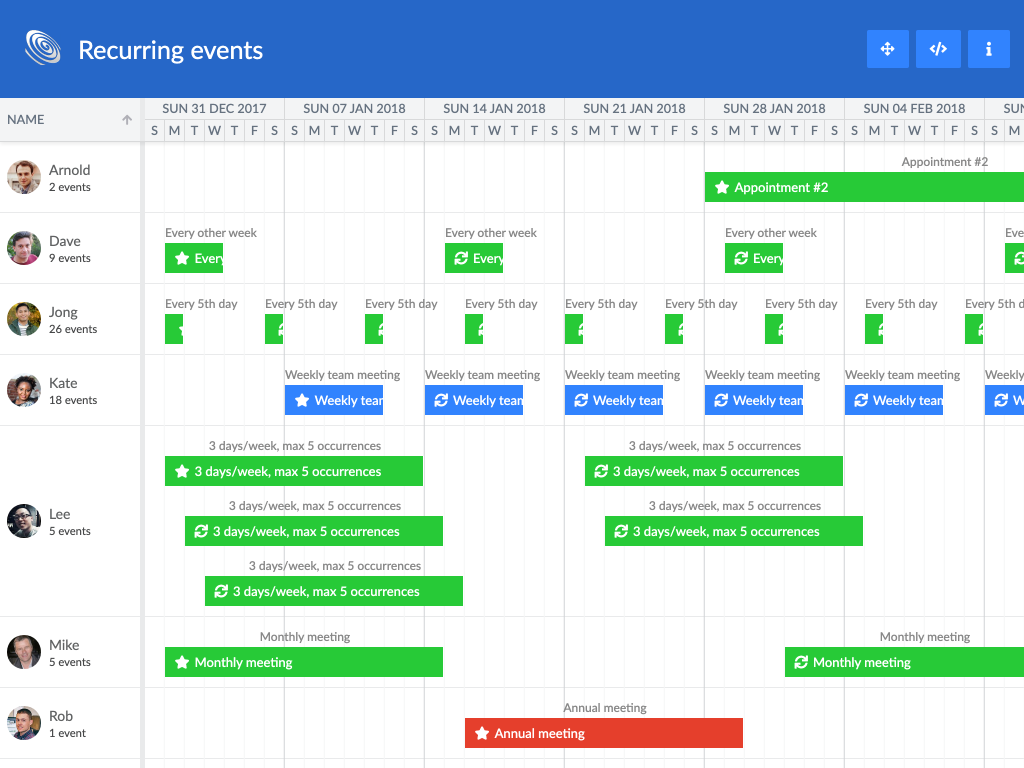 Recurring events
NAME
SUN 31 DEC 2017 SUN 07 JAN 2018 SUN 14 JAN 2018 SUN 21 JAN 2018 SUN 28 JAN 2018 SUN 04 FEB 2018 SUN
S M T W T F S S M T W T F S S M T W T F S S M T W T F S S M T W T F S S M T W T F S S M
Arnold
2 events
Appointment #2
Appointment #2
Dave
9 events
Every other week Every other week Every other week Eve
Every Every Every
Jong
26 events
Every 5th day Every 5th day Every 5th day Every 5th day Every 5th day Every 5th day Every 5th day Every 5th day Every 5th d
Kate
18 events
Weekly team meeting Weekly team meeting Weekly team meeting Weekly team meeting Weekly team meeting Weekly
Weekly team Weekly team Weekly team Weekly team Weekly team W
Lee
5 events
3 days/week, max 5 occurrences 3 days/week, max 5 occurrences
3 days/week, max 5 occurrences 3 days/week, max 5 occurrences
3 days/week, max 5 occurrences 3 days/week, max 5 occurrences
3 days/week, max 5 occurrences 3 days/week, max 5 occurrences
3 days/week, max 5 occurrences
3 days/week, max 5 occurrences
Mike
5 events
Monthly meeting Monthly meeting
Monthly meeting Monthly meeting
Rob
1 event
Annual meeting
Annual meeting